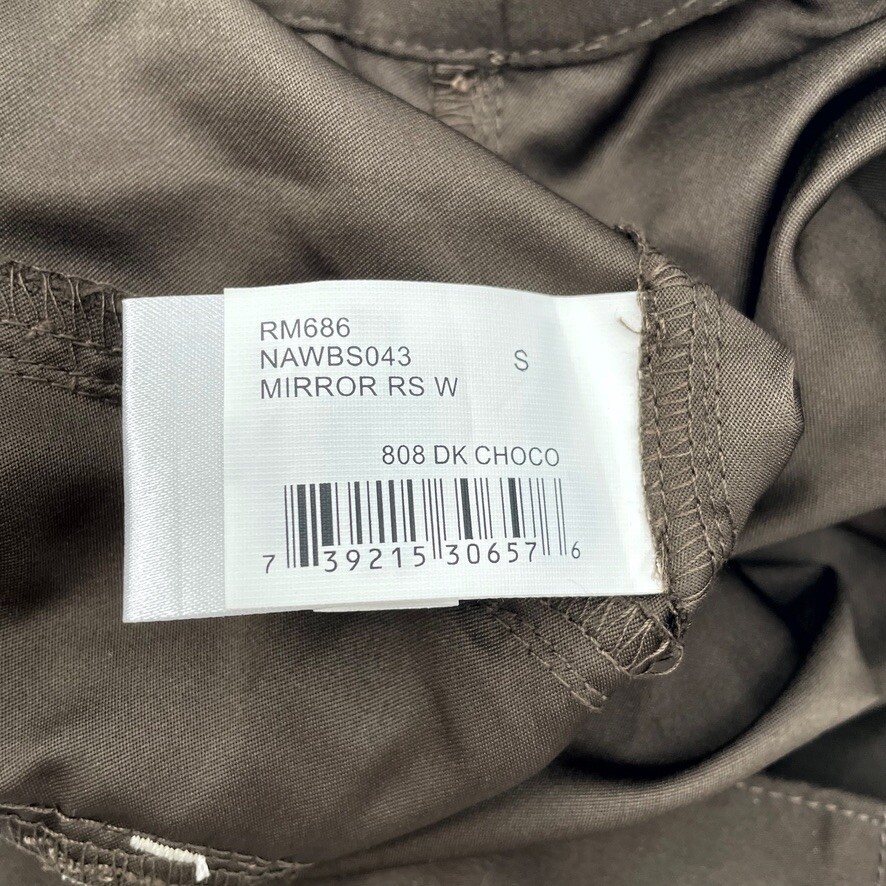 RM686
NAWBS043 S
MIRROR RS W
808 DK CHOCO
7 39215 30657 6